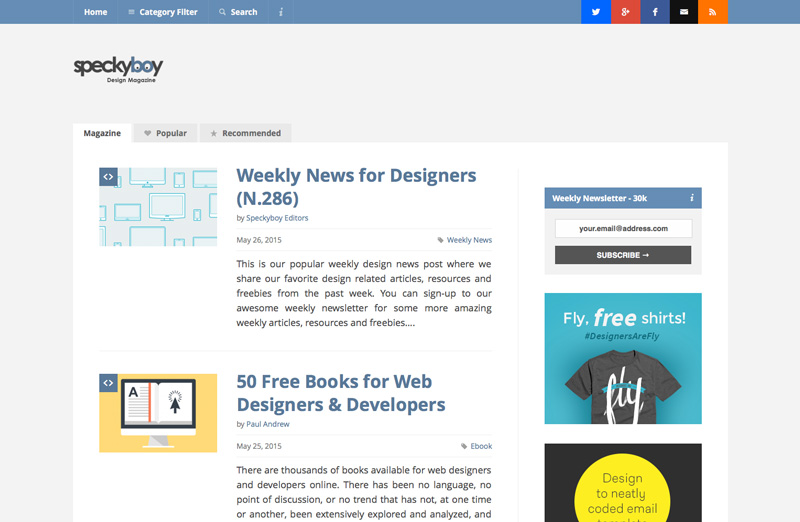 Home Category Filter Search i
speckyboy
Design Magazine
Magazine Popular Recommended
Weekly News for Designers
(N.286)
by Speckyboy Editors
May 26, 2015 Weekly News
This is our popular weekly design news post where we
share our favorite design related articles, resources and
freebies from the past week. You can sign-up to our
awesome weekly newsletter for some more amazing
weekly articles, resources and freebies....
A
50 Free Books for Web
Designers & Developers
by Paul Andrew
May 25, 2015 Ebook
There are thousands of books available for web designers
and developers online. There has been no language, no
point of discussion, or no trend that has not, at one time
or another, been extensively explored and analyzed, and
Weekly Newsletter - 30k i
your.email@address.com
SUBSCRIBE →
Fly, free shirts!
#DesignersAreFly
fly
Design
to neatly
coded email
template